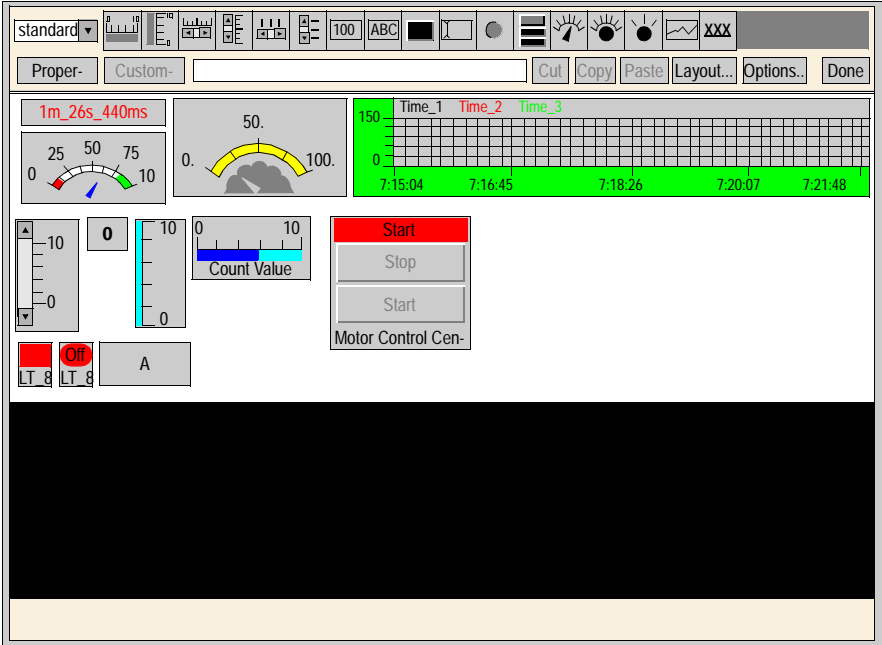 standard 100 ABC XXX
Proper- Custom- Cut Copy Paste Layout... Options.. Done
1m_26s_440ms
0 25 50 75 10
0. 50. 100.
Time_1 Time_2 Time_3
150
0
7:15:04 7:16:45 7:18:26 7:20:07 7:21:48
10
0
0
10
0
0 10
Count Value
Start
Stop
Start
Motor Control Cen-
LT_8
Off
LT_8
A